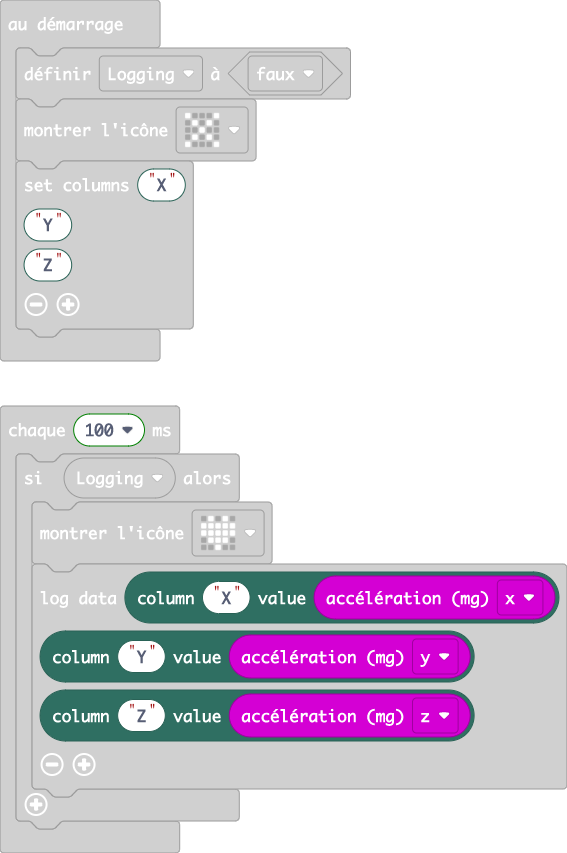 au démarrage
définir Logging à faux
montrer l'icône
set columns "X"
"Y"
"Z"
chaque 100 ms
si Logging alors
montrer l'icône
log data column "X" value accélération (mg) x
column "Y" value accélération (mg) y
column "Z" value accélération (mg) z